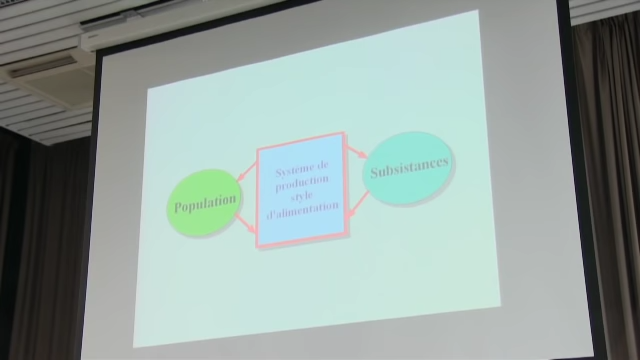 Population
Système de
production
style
d'alimentation
Subsistances